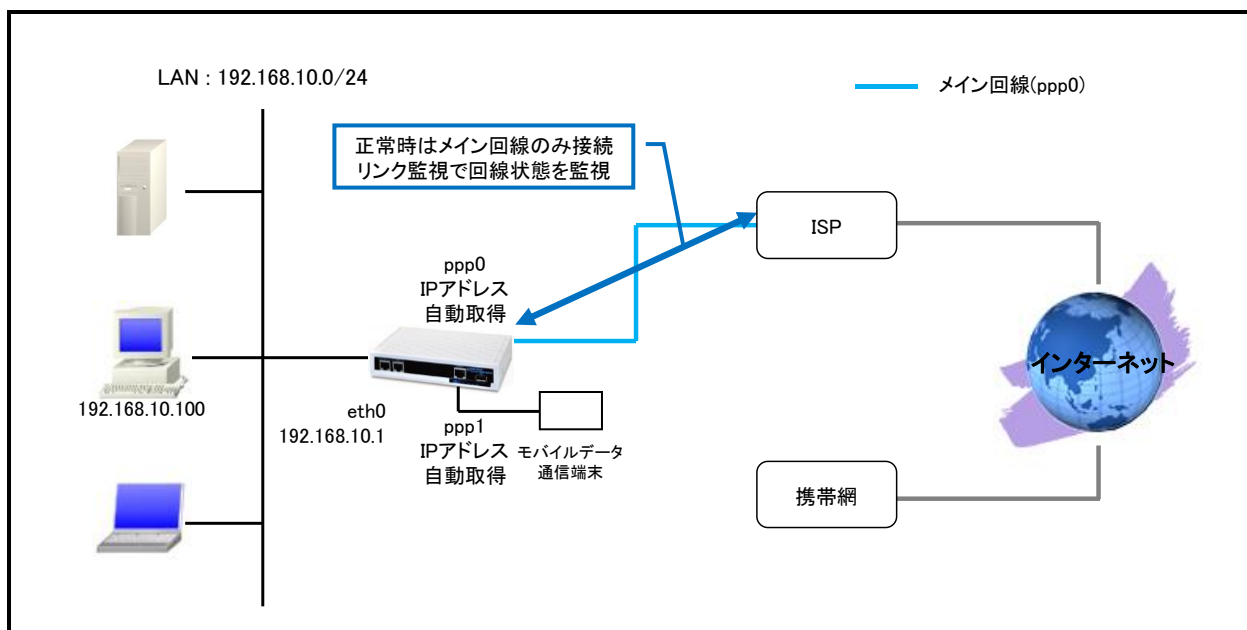 LAN : 192.168.10.0/24
メイン回線(ppp0)
正常時はメイン回線のみ接続
リンク監視で回線状態を監視
ISP
ppp0
IPアドレス
自動取得
インターネット
192.168.10.100
eth0
192.168.10.1
ppp1
IPアドレス
自動取得
モバイルデータ
通信端末
携帯網